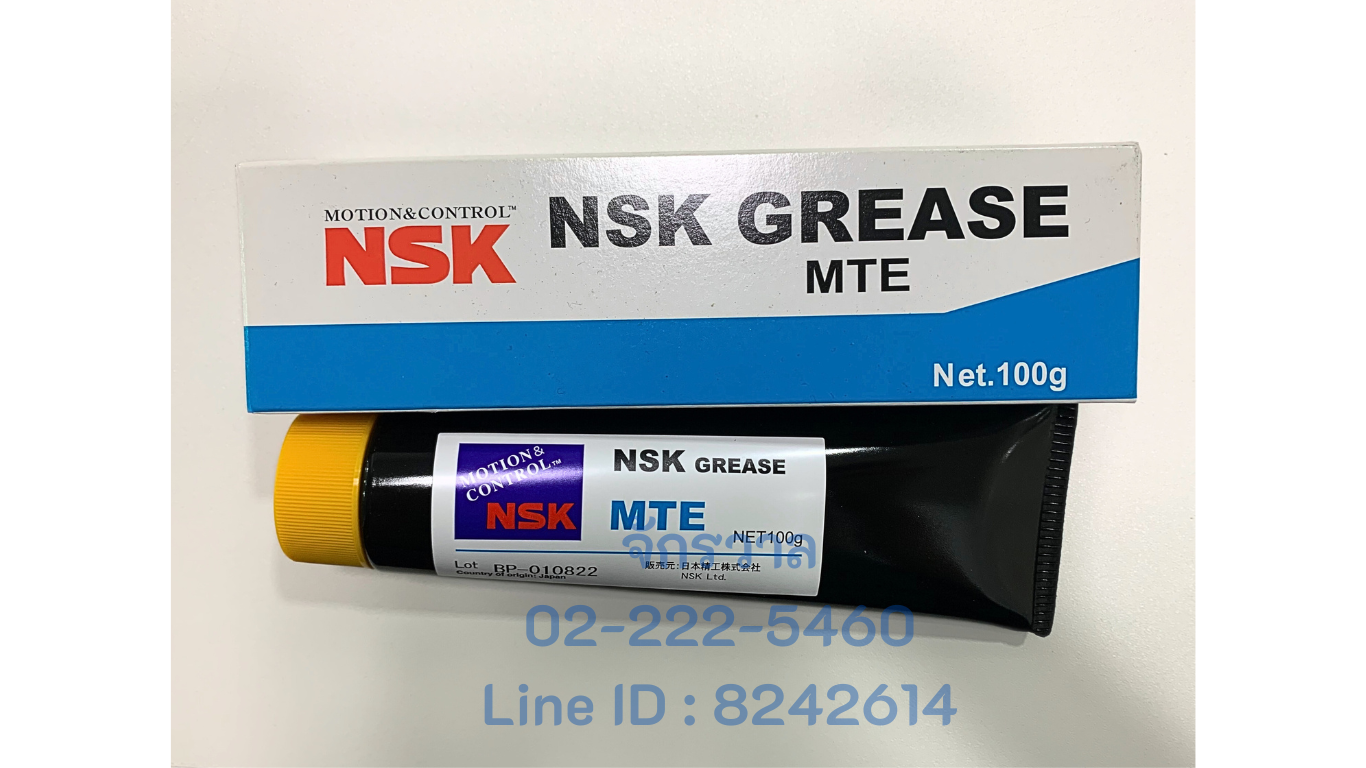 MOTION&CONTROL™
NSK
NSK GREASE
MTE
Net.100g
MOTION&
CONTROL™
NSK
NSK GREASE
MTE
NET100g
Lot BP-010822
Country of origin: Japan
販売元:日本精工株式会社
NSK Ltd.
จักรวาล
02-222-5460
Line ID : 8242614